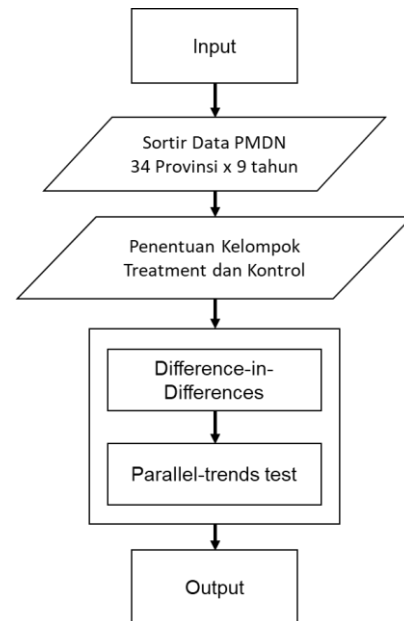 Input
Sortir Data PMDN
34 Provinsi x 9 tahun
Penentuan Kelompok
Treatment dan Kontrol
Difference-in-
Differences
Parallel-trends test
Output